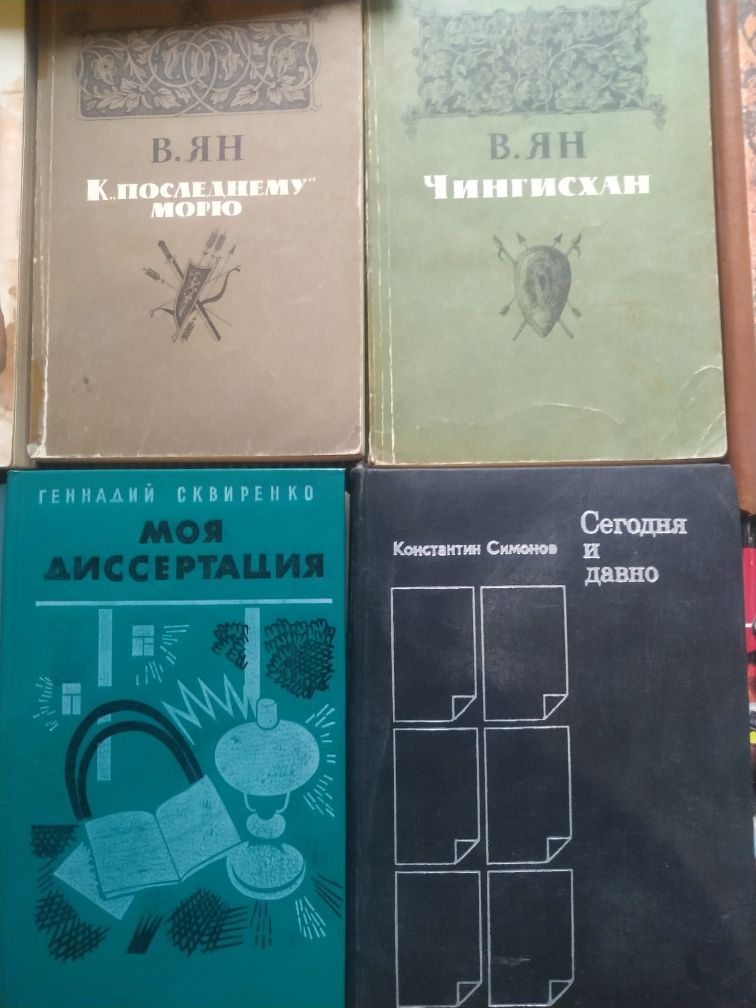 В.ЯН
К „ПОСЛЕДНЕМУ"
МОРЮ
В.ЯН
ЧИНГИСХАН
ГЕННАДИЙ СКВИРЕНКО
МОЯ
ДИССЕРТАЦИЯ
Константин Симонов
Сегодня
и
давно